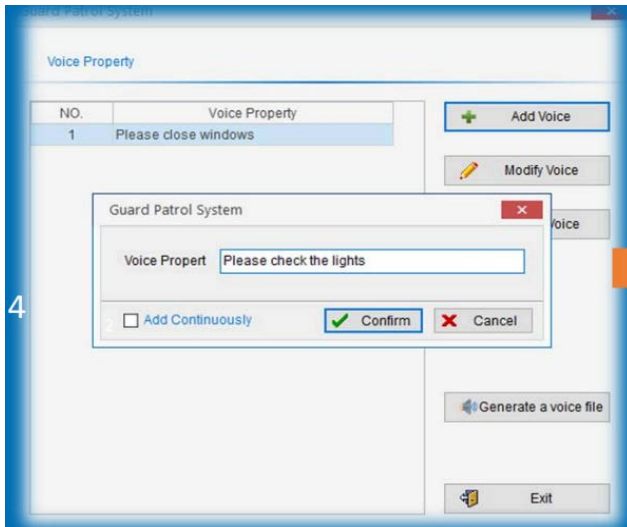 Guard Patrol System
Voice Property
NO. Voice Property
1 Please close windows
Add Voice
Modify Voice
Voice
Guard Patrol System
Voice Propert Please check the lights
Add Continuously
Confirm
Cancel
4
2
Generate a voice file
Exit